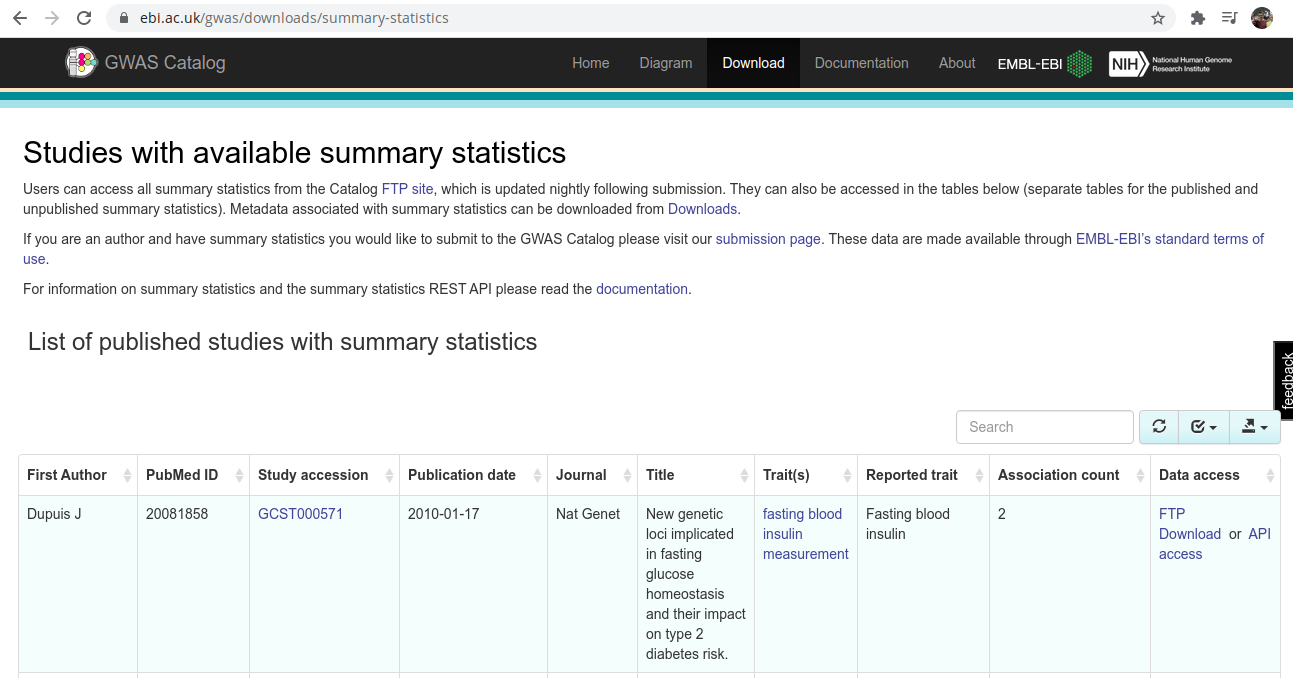 ebi.ac.uk/gwas/downloads/summary-statistics
GWAS Catalog
Home
Diagram
Download
Documentation
About
EMBL-EBI
NIH
National Human Genome
Research Institute
Studies with available summary statistics
Users can access all summary statistics from the Catalog FTP site, which is updated nightly following submission. They can also be accessed in the tables below (separate tables for the published and
unpublished summary statistics). Metadata associated with summary statistics can be downloaded from Downloads.
If you are an author and have summary statistics you would like to submit to the GWAS Catalog please visit our submission page. These data are made available through EMBL-EBI's standard terms of
use.
For information on summary statistics and the summary statistics REST API please read the documentation.
List of published studies with summary statistics
feedback
Search
First Author
PubMed ID
Study accession
Publication date
Journal
Title
Trait(s)
Reported trait
Association count
Data access
Dupuis J
20081858
GCST000571
2010-01-17
Nat Genet
New genetic
loci implicated
in fasting
glucose
homeostasis
and their impact
on type 2
diabetes risk.
fasting blood
insulin
measurement
Fasting blood
insulin
2
FTP
Download or API
access